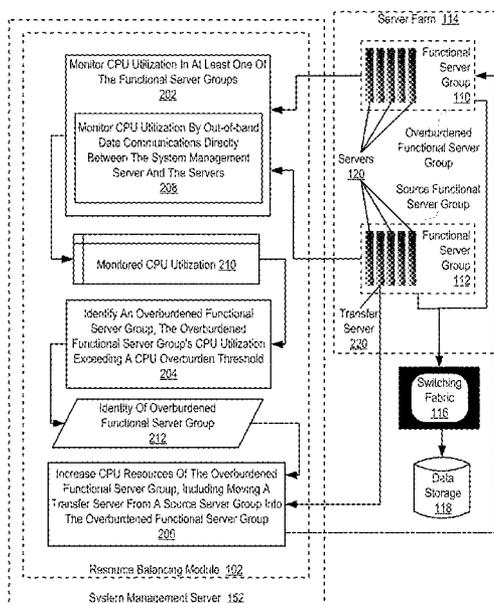 Server Farm 114
Monitor CPU Utilization In At Least One Of
The Functional Server Groups
202
Monitor CPU Utilization By Out-of-band
Data Communications Directly
Between The System Management
Server And The Servers
208
Monitored CPU Utilization 210
Identify An Overburdened Functional
Server Group, The Overburdened
Functional Server Group's CPU Utilization
Exceeding A CPU Overburden Threshold
204
Identity Of Overburdened
Functional Server Group
212
Increase CPU Resources Of The Overburdened
Functional Server Group, Including Moving A
Transfer Server From A Source Server Group Into
The Overburdened Functional Server Group
206
Resource Balancing Module 102
System Management Server 152
Functional
Server
Group
110
Overburdened
Functional Server
Group
Servers
120
Source Functional
Server Group
Functional
Server
Group
112
Transfer
Server
220
Switching
Fabric
116
Data
Storage
118